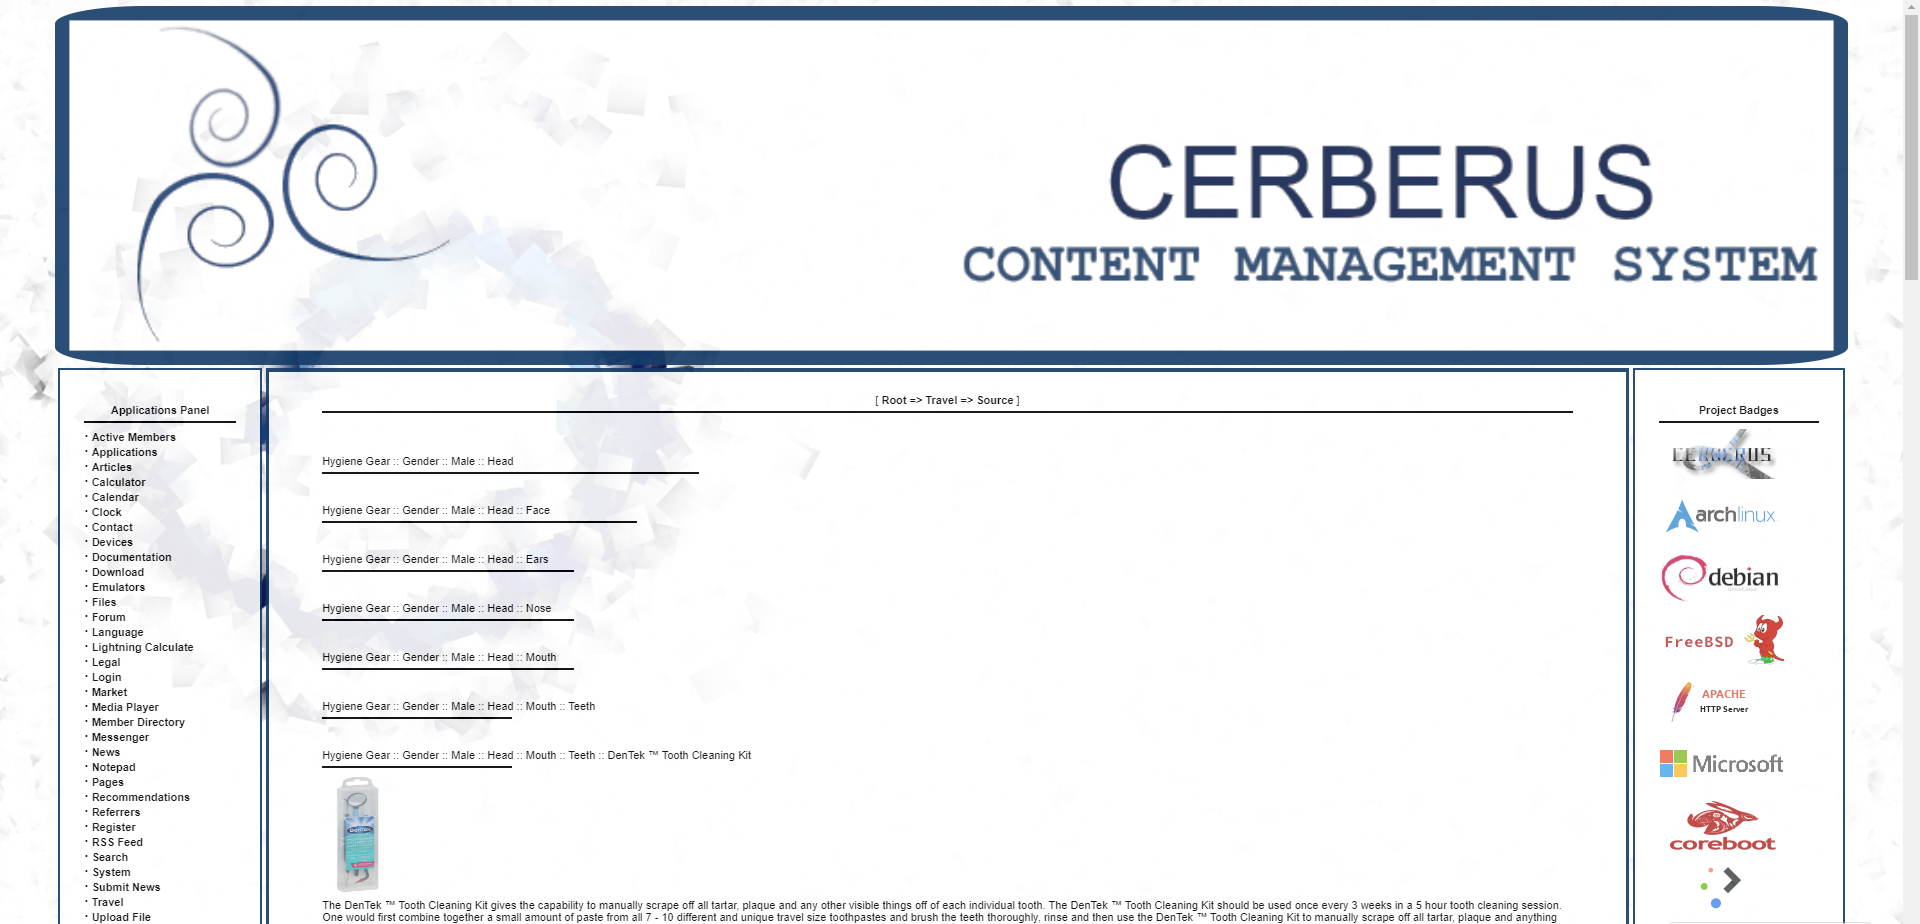 CERBERUS
CONTENT MANAGEMENT SYSTEM
Applications Panel
· Active Members
· Applications
· Articles
· Calculator
· Calendar
· Clock
· Contact
· Devices
· Documentation
· Download
· Emulators
· Files
· Forum
· Language
· Lightning Calculate
· Legal
· Login
· Market
· Media Player
· Member Directory
· Messenger
· News
· Notepad
· Pages
· Recommendations
· Referrers
· Register
· RSS Feed
· Search
· System
· Submit News
· Travel
· Upload File
[ Root => Travel => Source ]
Hygiene Gear :: Gender :: Male :: Head
Hygiene Gear :: Gender :: Male :: Head :: Face
Hygiene Gear :: Gender :: Male :: Head :: Ears
Hygiene Gear :: Gender :: Male :: Head :: Nose
Hygiene Gear :: Gender :: Male :: Head :: Mouth
Hygiene Gear :: Gender :: Male :: Head :: Mouth :: Teeth
Hygiene Gear :: Gender :: Male :: Head :: Mouth :: Teeth :: DenTek ™ Tooth Cleaning Kit
DenTek
The DenTek ™ Tooth Cleaning Kit gives the capability to manually scrape off all tartar, plaque and any other visible things off of each individual tooth. The DenTek ™ Tooth Cleaning Kit should be used once every 3 weeks in a 5 hour tooth cleaning session.
One would first combine together a small amount of paste from all 7 - 10 different and unique travel size toothpastes and brush the teeth thoroughly, rinse and then use the DenTek ™ Tooth Cleaning Kit to manually scrape off all tartar, plaque and anything
Project Badges
CERBERUS
archlinux
debian
FreeBSD
APACHE
HTTP Server
Microsoft
coreboot